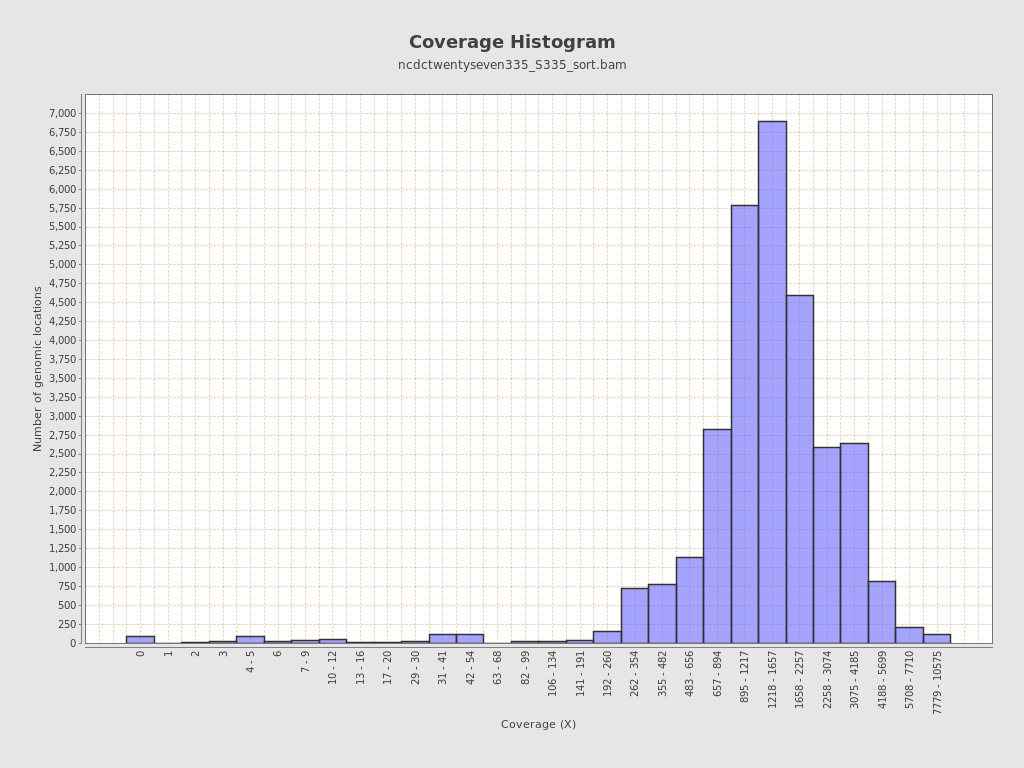 Coverage Histogram
ncdctwentyseven335_S335_sort.bam
Number of genomic locations
7,000
6,750
6,500
6,250
6,000
5,750
5,500
5,250
5,000
4,750
4,500
4,250
4,000
3,750
3,500
3,250
3,000
2,750
2,500
2,250
2,000
1,750
1,500
1,250
1,000
750
500
250
0
0
1
2
3
4 - 5
6
7 - 9
10 - 12
13 - 16
17 - 20
29 - 30
31 - 41
42 - 54
63 - 68
82 - 99
106 - 134
141 - 191
192 - 260
262 - 354
355 - 482
483 - 656
657 - 894
895 - 1217
1218 - 1657
1658 - 2257
2258 - 3074
3075 - 4185
4188 - 5699
5708 - 7710
7779 - 10575
Coverage (X)